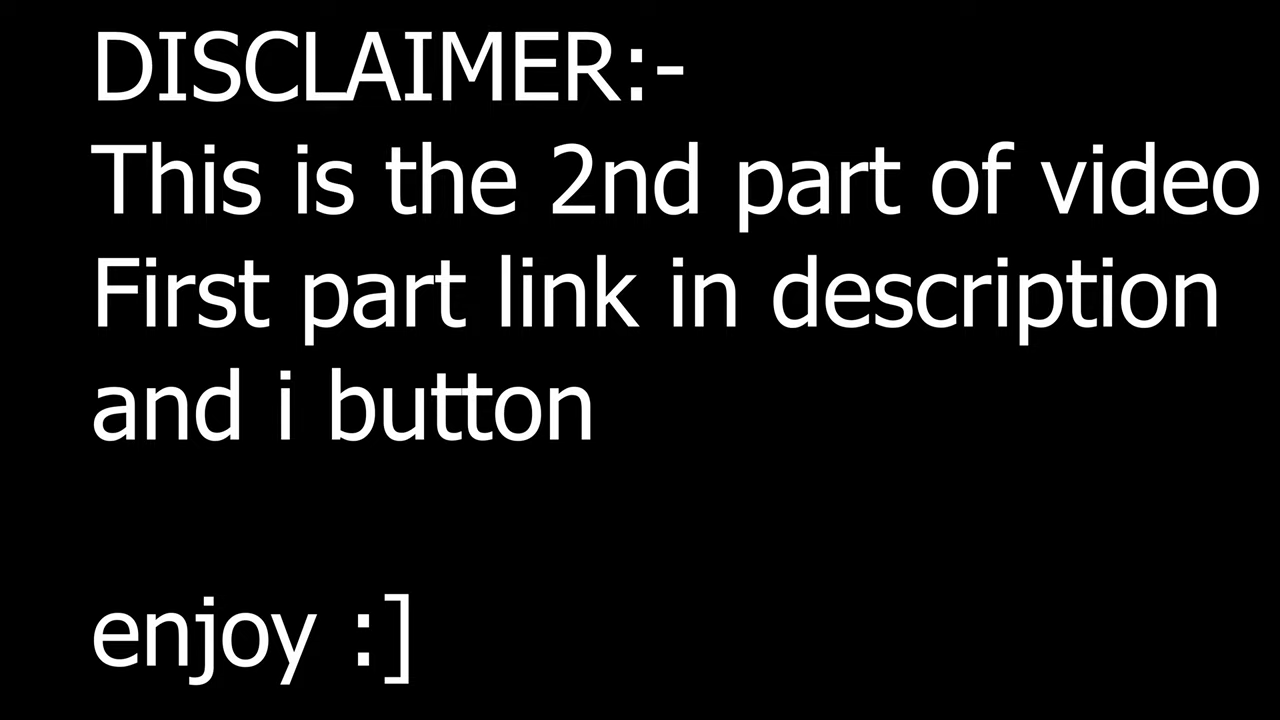 DISCLAIMER:-
This is the 2nd part of video
First part link in description
and i button
enjoy :]